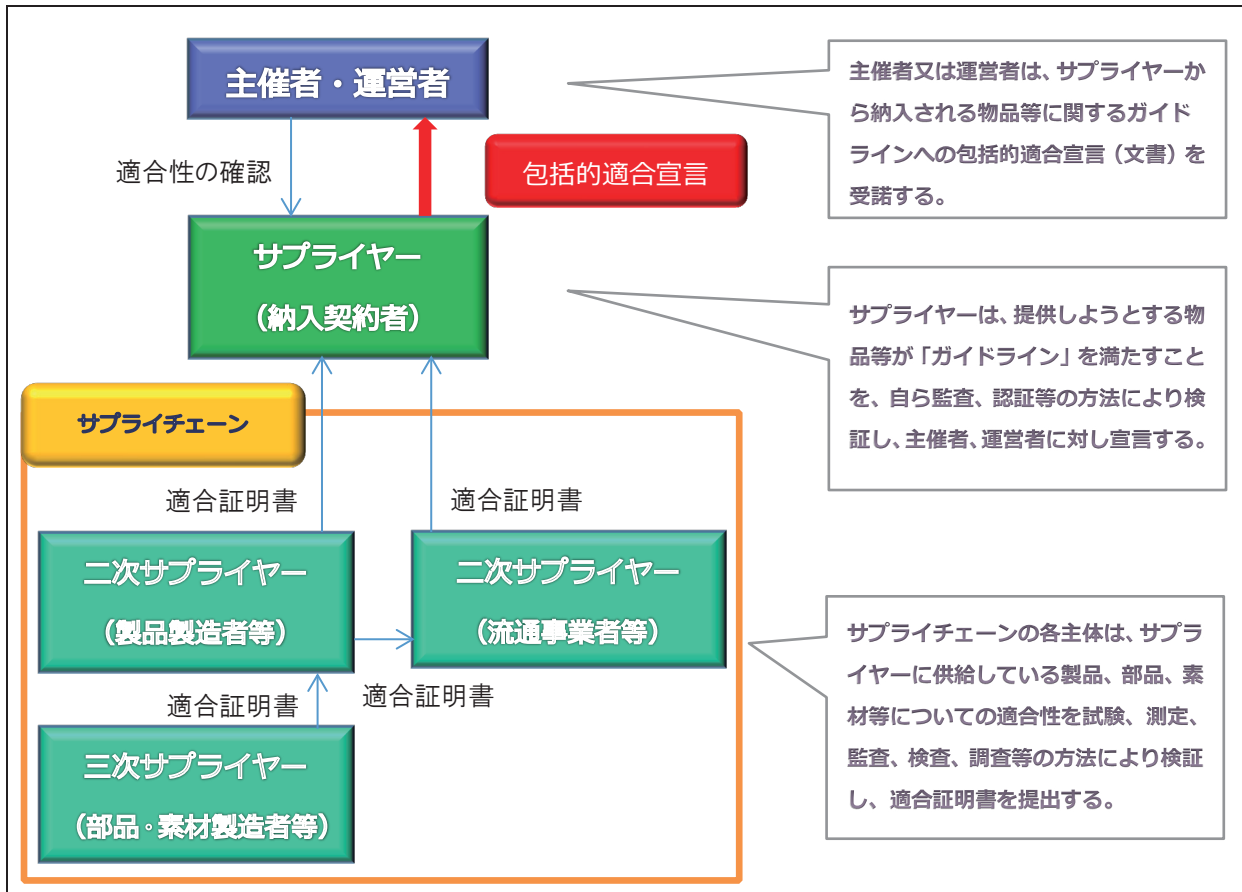 主催者・運営者
適合性の確認
包括的適合宣言
主催者又は運営者は、サプライヤーか
ら納入される物品等に関するガイド
ラインへの包括的適合宣言（文書）を
受諾する。
サプライヤー
（納入契約者）
サプライヤーは、提供しようとする物
品等が「ガイドライン」を満たすこと
を、自ら監査、認証等の方法により検
証し、主催者、運営者に対し宣言する。
サプライチェーン
適合証明書
適合証明書
二次サプライヤー
（製品製造者等）
二次サプライヤー
（流通事業者等）
適合証明書
適合証明書
三次サプライヤー
（部品・素材製造者等）
サプライチェーンの各主体は、サプラ
イヤーに供給している製品、部品、素
材等についての適合性を試験、測定、
監査、検査、調査等の方法により検証
し、適合証明書を提出する。